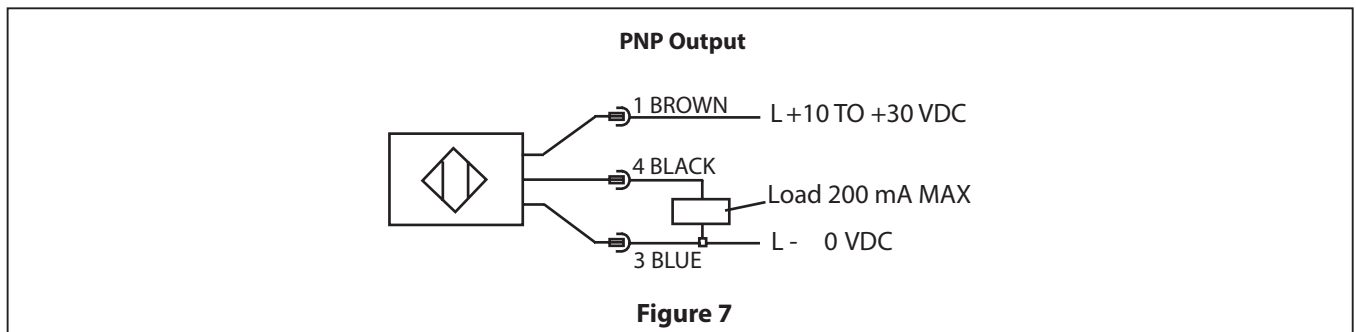 PNP Output
1 BROWN
L +10 TO +30 VDC
4 BLACK
Load 200 mA MAX
L - 0 VDC
3 BLUE
Figure 7